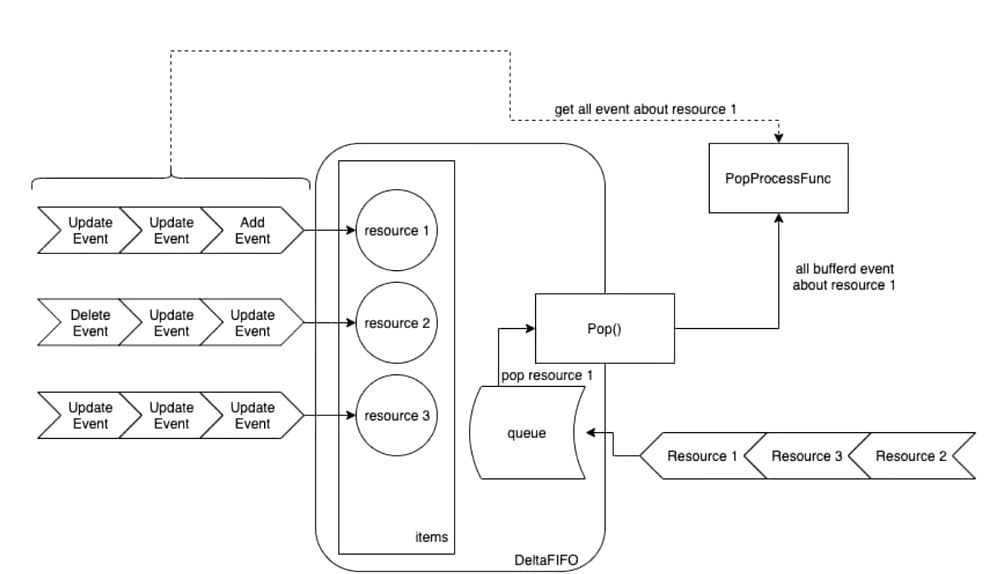 get all event about resource 1
PopProcessFunc
Update
Event
Update
Event
Add
Event
resource 1
all bufferd event
about resource 1
Delete
Event
Update
Event
Update
Event
resource 2
Pop()
pop resource 1
Update
Event
Update
Event
Update
Event
resource 3
queue
Resource 1
Resource 3
Resource 2
items
DeltaFIFO